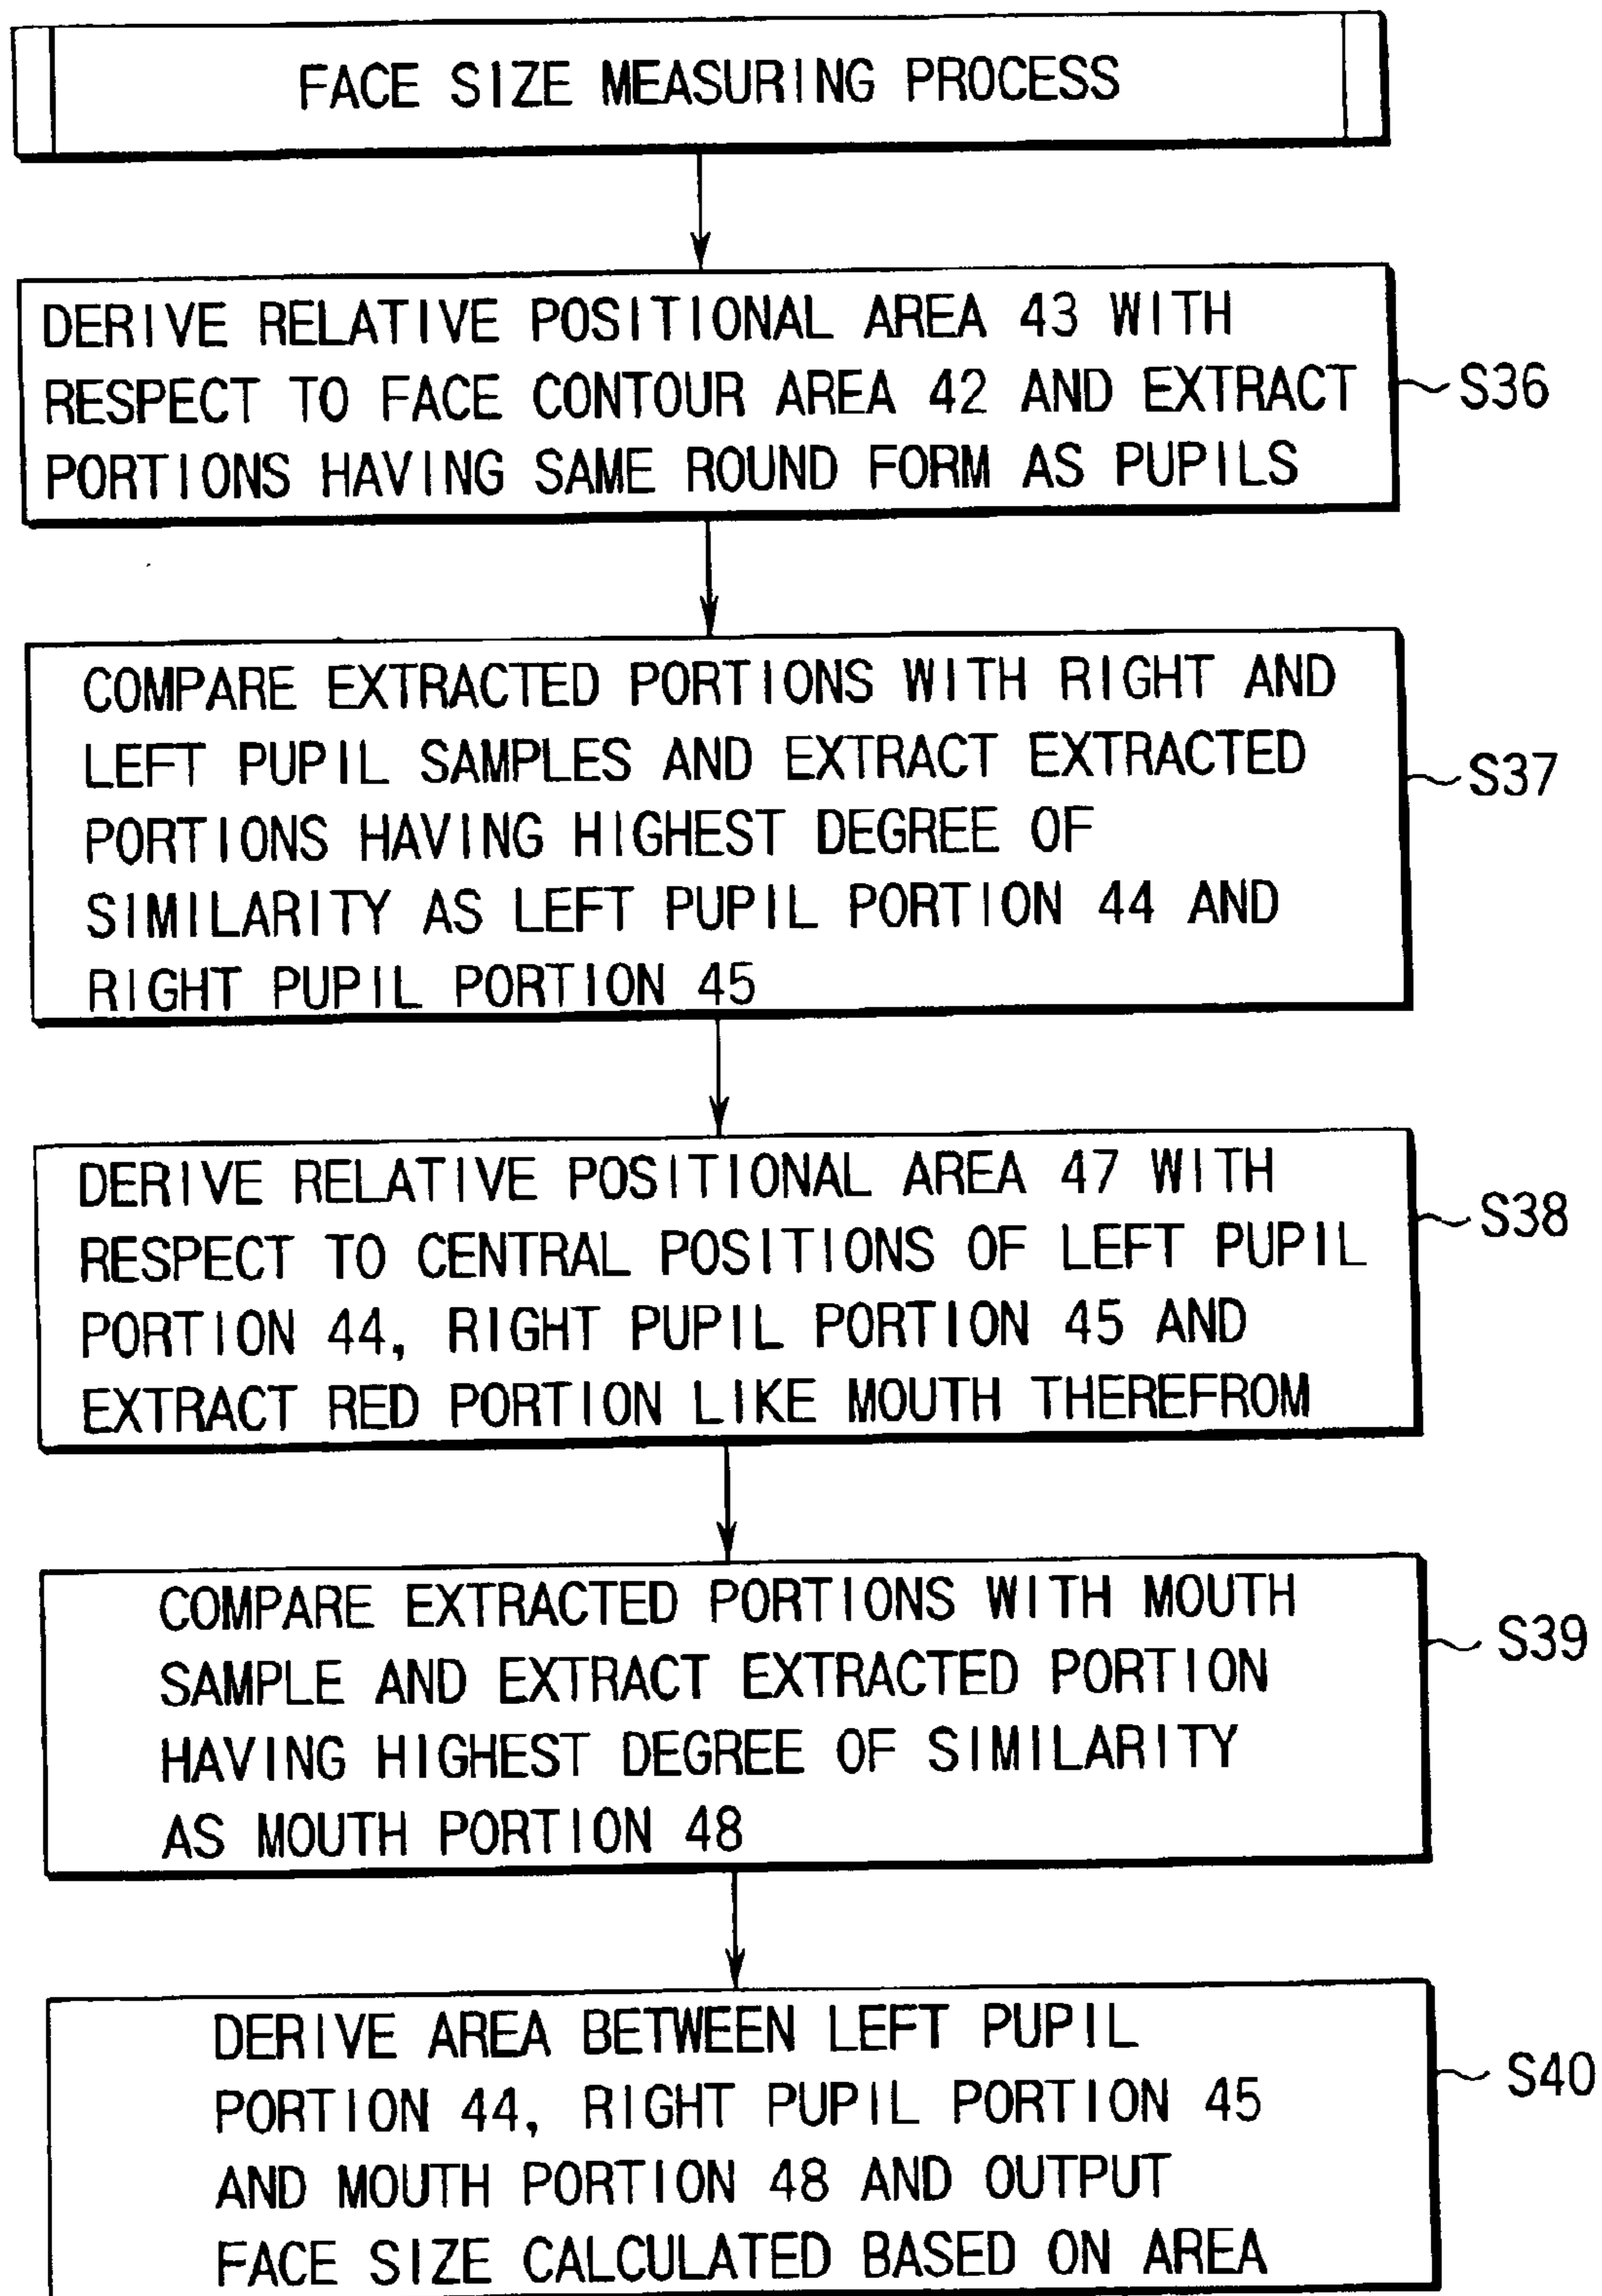 FACE SIZE MEASURING PROCESS
DERIVE RELATIVE POSITIONAL AREA 43 WITH
RESPECT TO FACE CONTOUR AREA 42 AND EXTRACT
PORTIONS HAVING SAME ROUND FORM AS PUPILS
S36
COMPARE EXTRACTED PORTIONS WITH RIGHT AND
LEFT PUPIL SAMPLES AND EXTRACT EXTRACTED
PORTIONS HAVING HIGHEST DEGREE OF
SIMILARITY AS LEFT PUPIL PORTION 44 AND
RIGHT PUPIL PORTION 45
S37
DERIVE RELATIVE POSITIONAL AREA 47 WITH
RESPECT TO CENTRAL POSITIONS OF LEFT PUPIL
PORTION 44, RIGHT PUPIL PORTION 45 AND
EXTRACT RED PORTION LIKE MOUTH THEREFROM
S38
COMPARE EXTRACTED PORTIONS WITH MOUTH
SAMPLE AND EXTRACT EXTRACTED PORTION
HAVING HIGHEST DEGREE OF SIMILARITY
AS MOUTH PORTION 48
S39
DERIVE AREA BETWEEN LEFT PUPIL
PORTION 44, RIGHT PUPIL PORTION 45
AND MOUTH PORTION 48 AND OUTPUT
FACE SIZE CALCULATED BASED ON AREA
S40